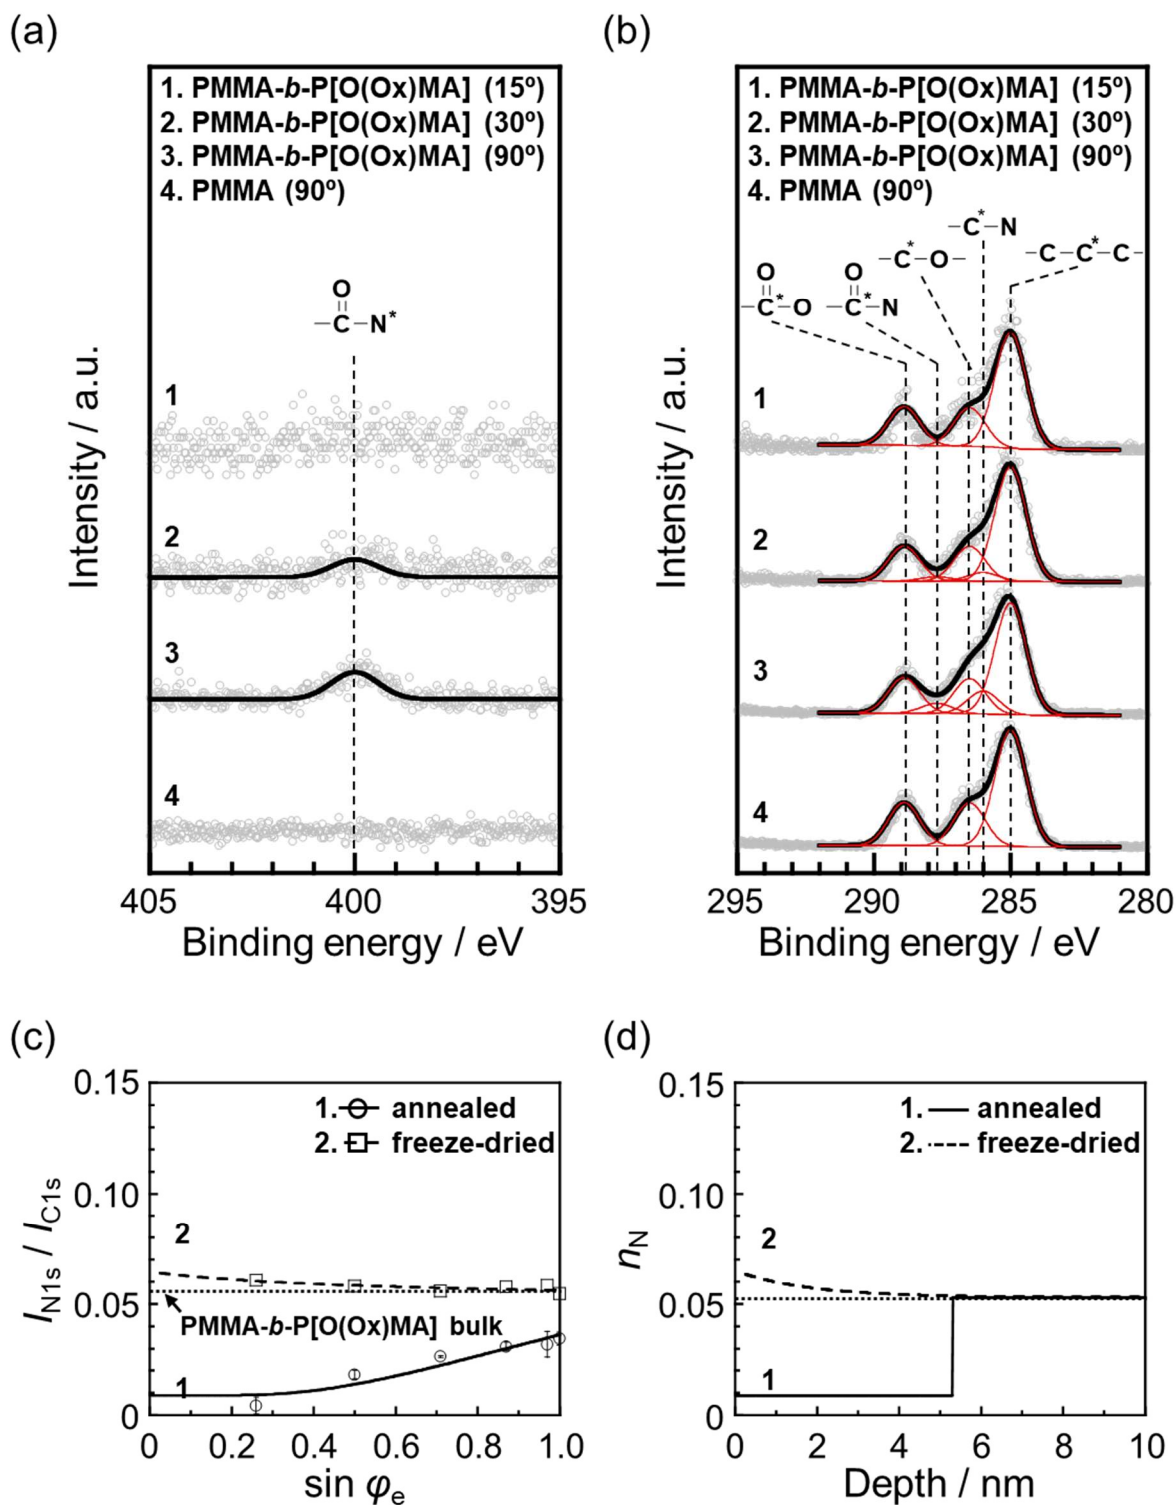 (a)
1. PMMA-b-P[O(Ox)MA] (15º)
2. PMMA-b-P[O(Ox)MA] (30º)
3. PMMA-b-P[O(Ox)MA] (90º)
4. PMMA (90º)
O
–C–N*
1
2
3
4
Intensity / a.u.
405 400 395
Binding energy / eV
(b)
1. PMMA-b-P[O(Ox)MA] (15º)
2. PMMA-b-P[O(Ox)MA] (30º)
3. PMMA-b-P[O(Ox)MA] (90º)
4. PMMA (90º)
–C*–N
–C*–O–
–C–C*–C–
O
–C*–O
O
–C*–N
1
2
3
4
Intensity / a.u.
295 290 285 280
Binding energy / eV
(c)
0.15
0.10
0.05
0
1. annealed
2. freeze-dried
2
PMMA-b-P[O(Ox)MA] bulk
1
I_N1s / I_C1s
0 0.2 0.4 0.6 0.8 1.0
sin φ_e
(d)
0.15
0.10
0.05
0
1. annealed
2. freeze-dried
2
1
n_N
0 2 4 6 8 10
Depth / nm